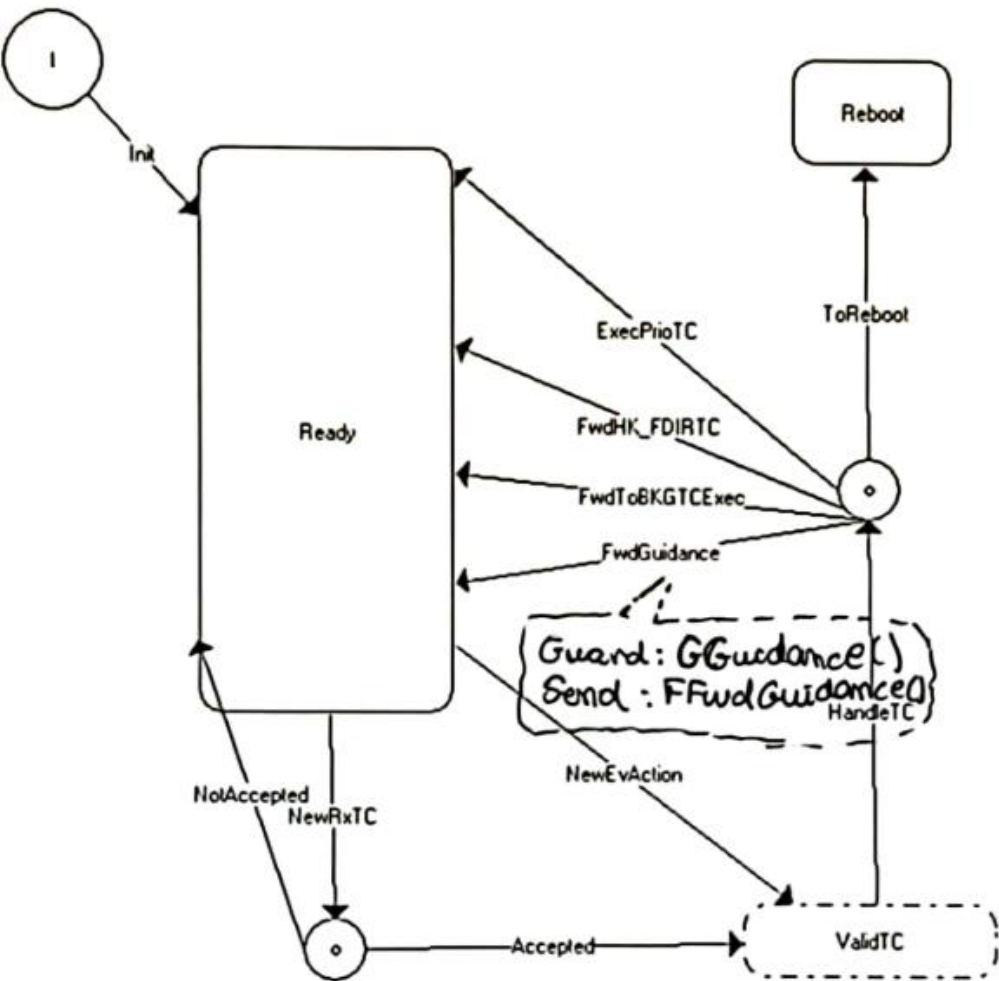 I
Reboot
Init
ToReboot
ExecPrioTC
FwdHK_FDIRTC
Ready
FwdToBKGTCExec
FwdGuidance
Guard: GGuidance()
Send: FFwdGuidance()
HandleTC
NewEvAction
NotAccepted
NewRxTC
Accepted
ValidTC